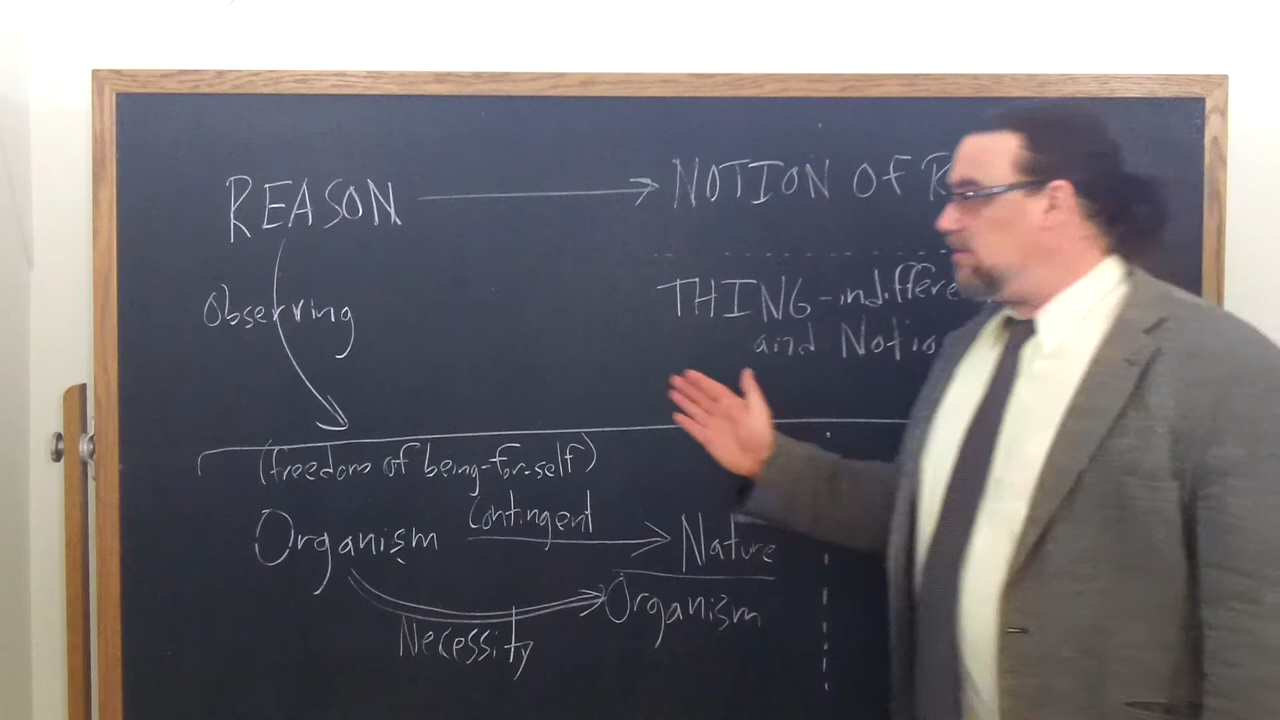 REASON
NOTION OF
Observing
THING - indiffere
and Notio
(freedom of being-for-self)
Contingent
Organism
Nature
Organism
Necessity